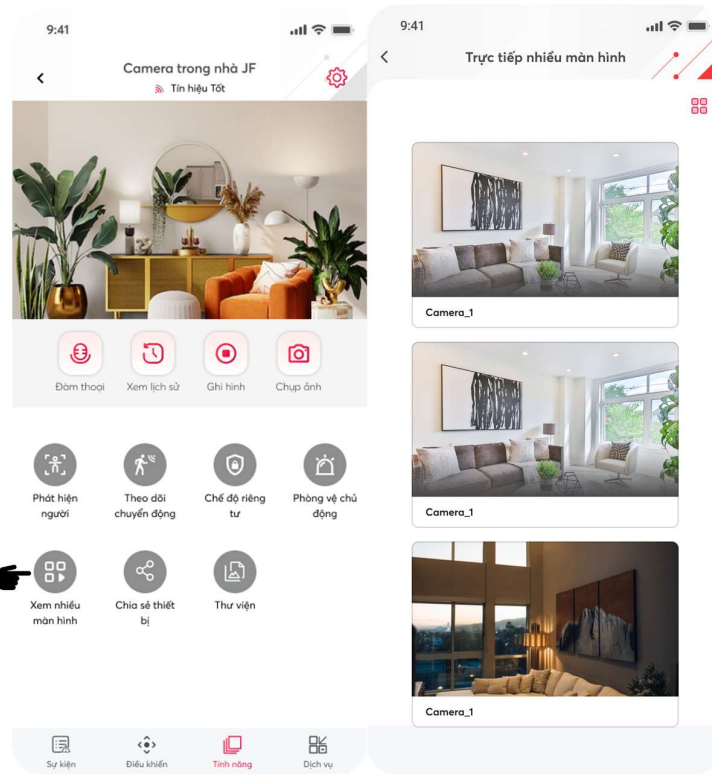 9:41
Camera trong nhà JF
Tín hiệu Tốt
Đàm thoại
Xem lịch sử
Ghi hình
Chụp ảnh
Phát hiện
người
Theo dõi
chuyển động
Chế độ riêng
tư
Phòng vệ chủ
động
Xem nhiều
màn hình
Chia sẻ thiết
bị
Thư viện
Sự kiện
Điều khiển
Tính năng
Dịch vụ
9:41
Trực tiếp nhiều màn hình
Camera_1
Camera_1
Camera_1